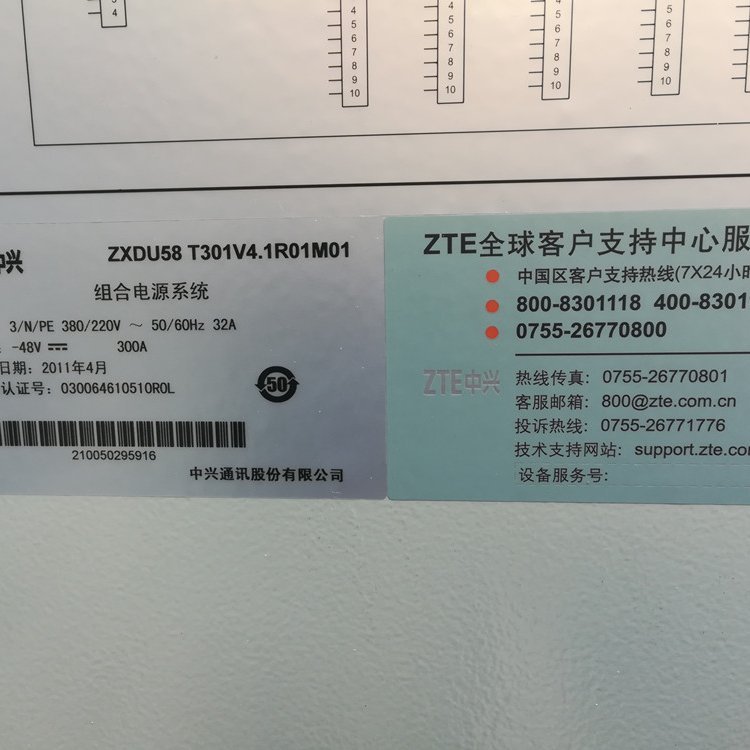 4
4
5
6
7
8
9
10
4
5
6
7
8
9
10
4
5
6
7
8
9
10
4
5
6
7
8
9
10
中兴
ZXDU58 T301V4.1R01M01
组合电源系统
3/N/PE 380/220V ~ 50/60Hz 32A
-48V 300A
日期: 2011年4月
认证号: 030064610510R0L
50
210050295916
中兴通讯股份有限公司
ZTE全球客户支持中心服
中国区客户支持热线(7X24小时
800-8301118 400-8301
0755-26770800
ZTE中兴
热线传真: 0755-26770801
客服邮箱: 800@zte.com.cn
投诉热线: 0755-26771776
技术支持网站: support.zte.com
设备服务号: